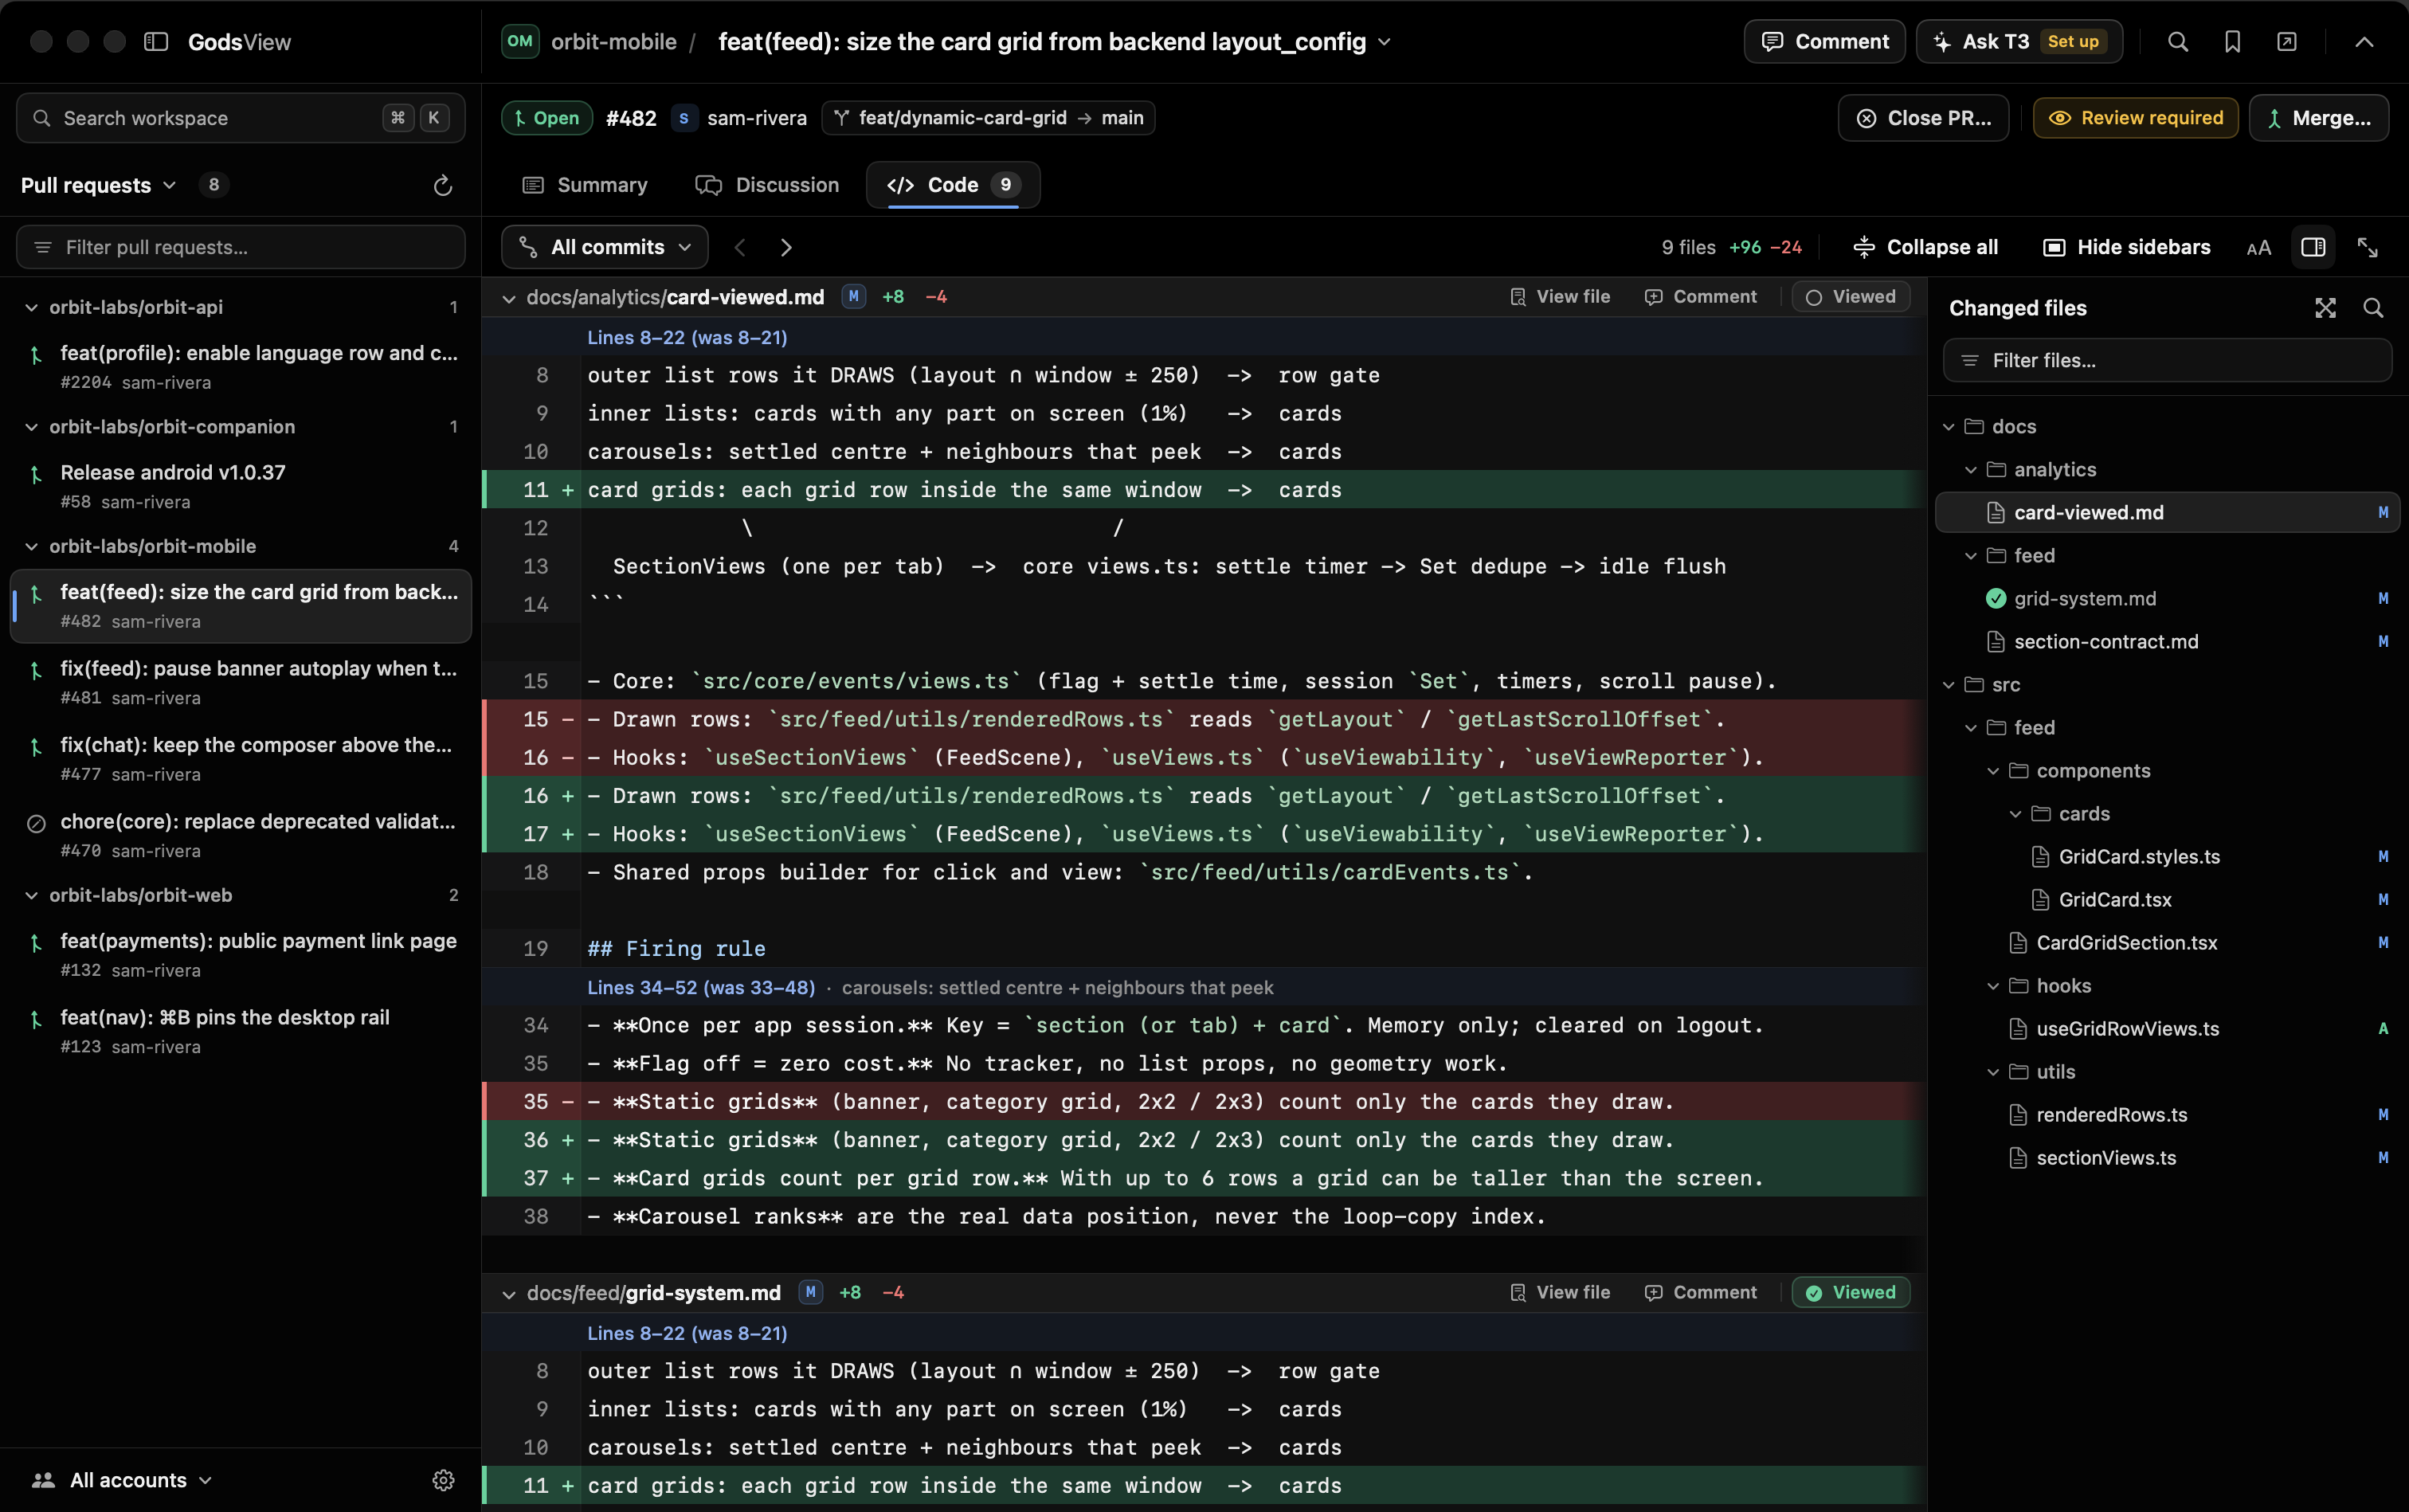 GodsView
OM orbit-mobile / feat(feed): size the card grid from backend layout_config
Comment
Ask T3 Set up
Search workspace ⌘ K
Open #482 S sam-rivera feat/dynamic-card-grid → main
Close PR...
Review required
Merge...
Pull requests 8
Summary
Discussion
Code 9
Filter pull requests...
All commits
9 files +96 −24
Collapse all
Hide sidebars
AA
orbit-labs/orbit-api 1
feat(profile): enable language row and c...
#2204 sam-rivera
orbit-labs/orbit-companion 1
Release android v1.0.37
#58 sam-rivera
orbit-labs/orbit-mobile 4
feat(feed): size the card grid from back...
#482 sam-rivera
fix(feed): pause banner autoplay when t...
#481 sam-rivera
fix(chat): keep the composer above the...
#477 sam-rivera
chore(core): replace deprecated validat...
#470 sam-rivera
orbit-labs/orbit-web 2
feat(payments): public payment link page
#132 sam-rivera
feat(nav): ⌘B pins the desktop rail
#123 sam-rivera
All accounts
docs/analytics/card-viewed.md M +8 −4 View file Comment Viewed
Lines 8–22 (was 8–21)
8 outer list rows it DRAWS (layout ∩ window ± 250) -> row gate
9 inner lists: cards with any part on screen (1%) -> cards
10 carousels: settled centre + neighbours that peek -> cards
11 + card grids: each grid row inside the same window -> cards
12 \ /
13 SectionViews (one per tab) -> core views.ts: settle timer -> Set dedupe -> idle flush
14 ```
15 - Core: `src/core/events/views.ts` (flag + settle time, session `Set`, timers, scroll pause).
15 - - Drawn rows: `src/feed/utils/renderedRows.ts` reads `getLayout` / `getLastScrollOffset`.
16 - - Hooks: `useSectionViews` (FeedScene), `useViews.ts` (`useViewability`, `useViewReporter`).
16 + - Drawn rows: `src/feed/utils/renderedRows.ts` reads `getLayout` / `getLastScrollOffset`.
17 + - Hooks: `useSectionViews` (FeedScene), `useViews.ts` (`useViewability`, `useViewReporter`).
18 - Shared props builder for click and view: `src/feed/utils/cardEvents.ts`.
19 ## Firing rule
Lines 34–52 (was 33–48) · carousels: settled centre + neighbours that peek
34 - **Once per app session.** Key = `section (or tab) + card`. Memory only; cleared on logout.
35 - **Flag off = zero cost.** No tracker, no list props, no geometry work.
35 - - **Static grids** (banner, category grid, 2x2 / 2x3) count only the cards they draw.
36 + - **Static grids** (banner, category grid, 2x2 / 2x3) count only the cards they draw.
37 + - **Card grids count per grid row.** With up to 6 rows a grid can be taller than the screen.
38 - **Carousel ranks** are the real data position, never the loop-copy index.
docs/feed/grid-system.md M +8 −4 View file Comment Viewed
Lines 8–22 (was 8–21)
8 outer list rows it DRAWS (layout ∩ window ± 250) -> row gate
9 inner lists: cards with any part on screen (1%) -> cards
10 carousels: settled centre + neighbours that peek -> cards
11 + card grids: each grid row inside the same window -> cards
Changed files
Filter files...
docs
analytics
card-viewed.md M
feed
grid-system.md M
section-contract.md M
src
feed
components
cards
GridCard.styles.ts M
GridCard.tsx M
CardGridSection.tsx M
hooks
useGridRowViews.ts A
utils
renderedRows.ts M
sectionViews.ts M